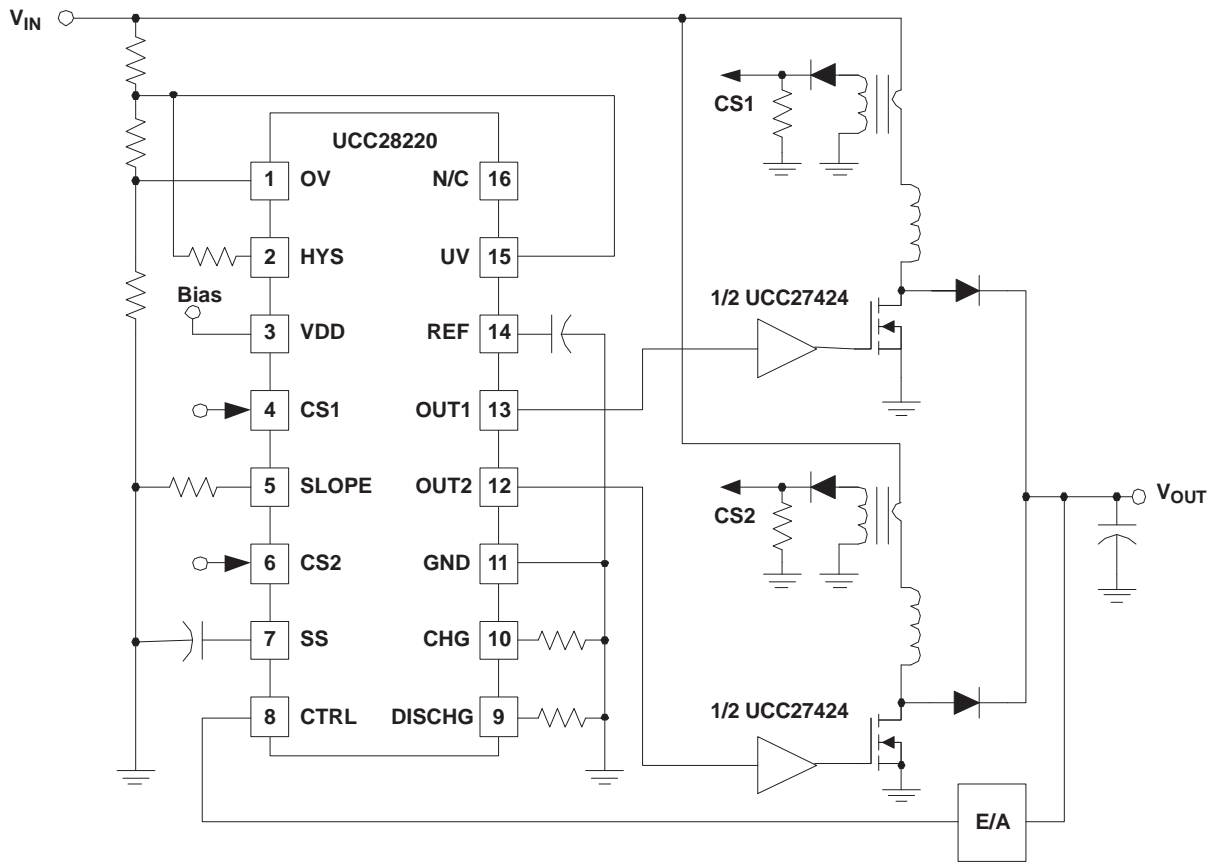 VIN
CS1
UCC28220
1 OV
N/C 16
2 HYS
UV 15
Bias
3 VDD
REF 14
1/2 UCC27424
4 CS1
OUT1 13
5 SLOPE
OUT2 12
CS2
VOUT
6 CS2
GND 11
7 SS
CHG 10
8 CTRL
DISCHG 9
1/2 UCC27424
E/A